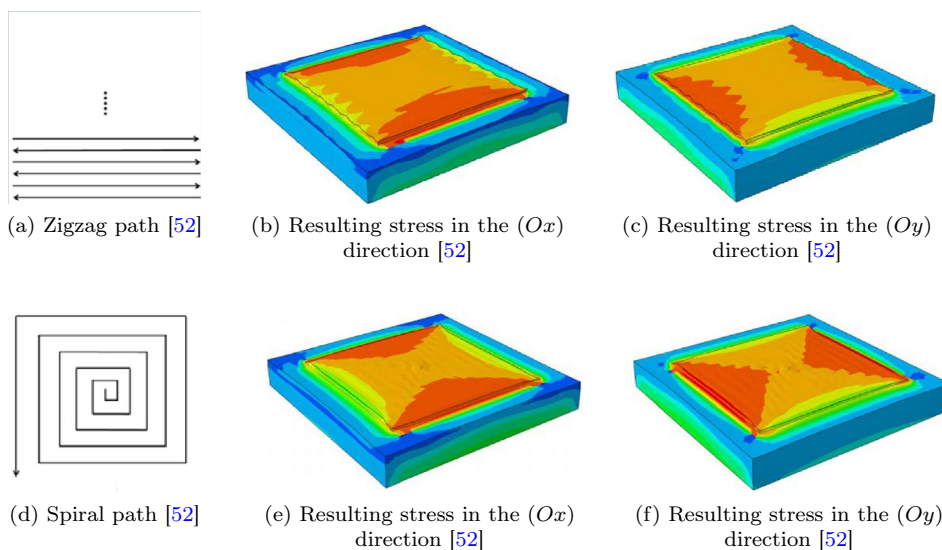 (a) Zigzag path [52]
(b) Resulting stress in the (Ox)
direction [52]
(c) Resulting stress in the (Oy)
direction [52]
(d) Spiral path [52]
(e) Resulting stress in the (Ox)
direction [52]
(f) Resulting stress in the (Oy)
direction [52]